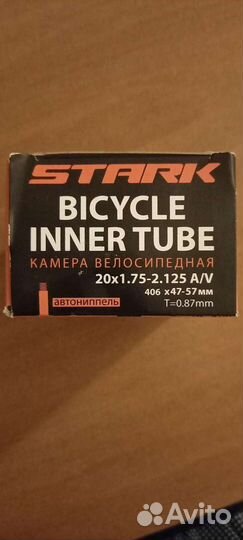 STARK
BICYCLE
INNER TUBE
КАМЕРА ВЕЛОСИПЕДНАЯ
20x1.75-2.125 A/V
406 x47-57мм
автониппель
T=0.87mm
Avito